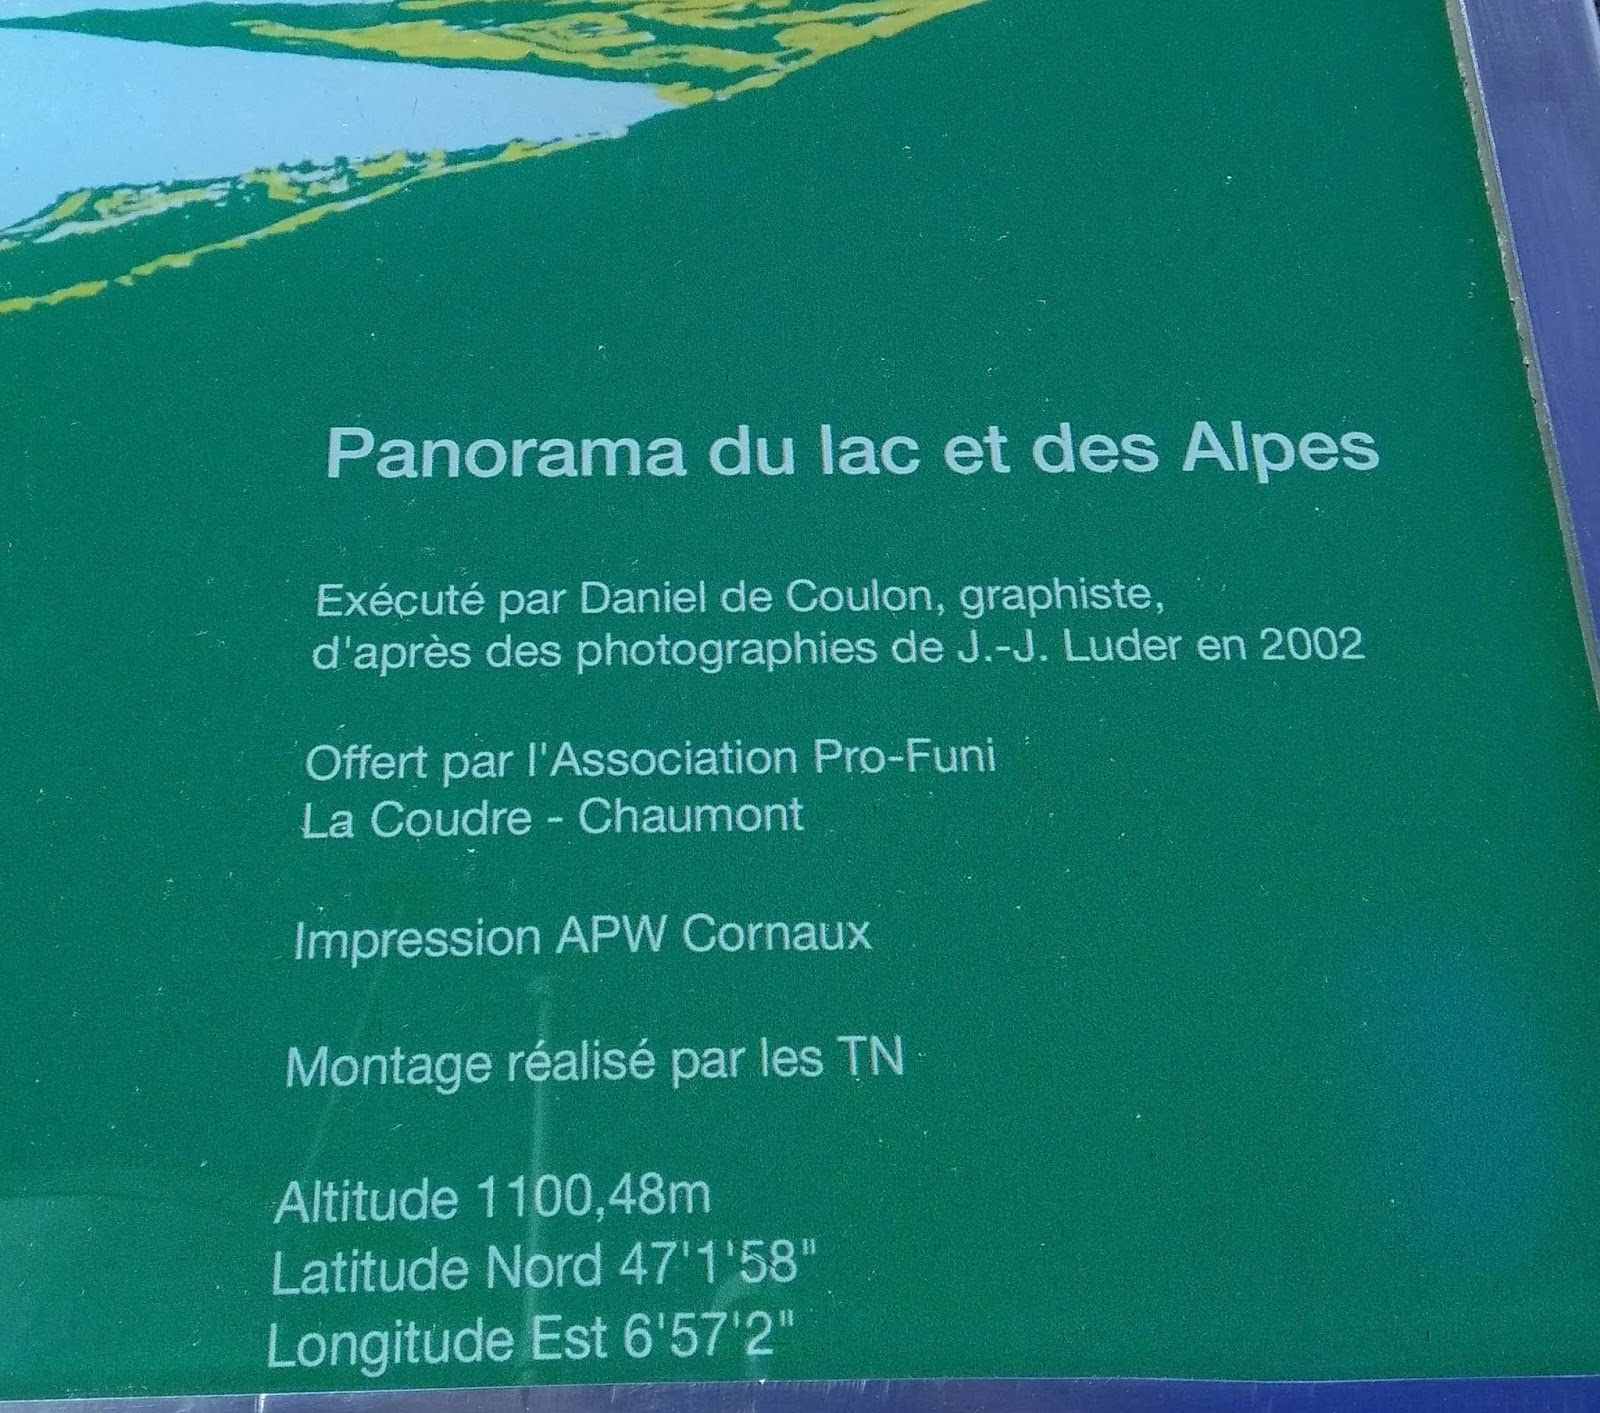 Panorama du lac et des Alpes
Exécuté par Daniel de Coulon, graphiste,
d'après des photographies de J.-J. Luder en 2002
Offert par l'Association Pro-Funi
La Coudre - Chaumont
Impression APW Cornaux
Montage réalisé par les TN
Altitude 1100,48m
Latitude Nord 47'1'58"
Longitude Est 6'57'2"